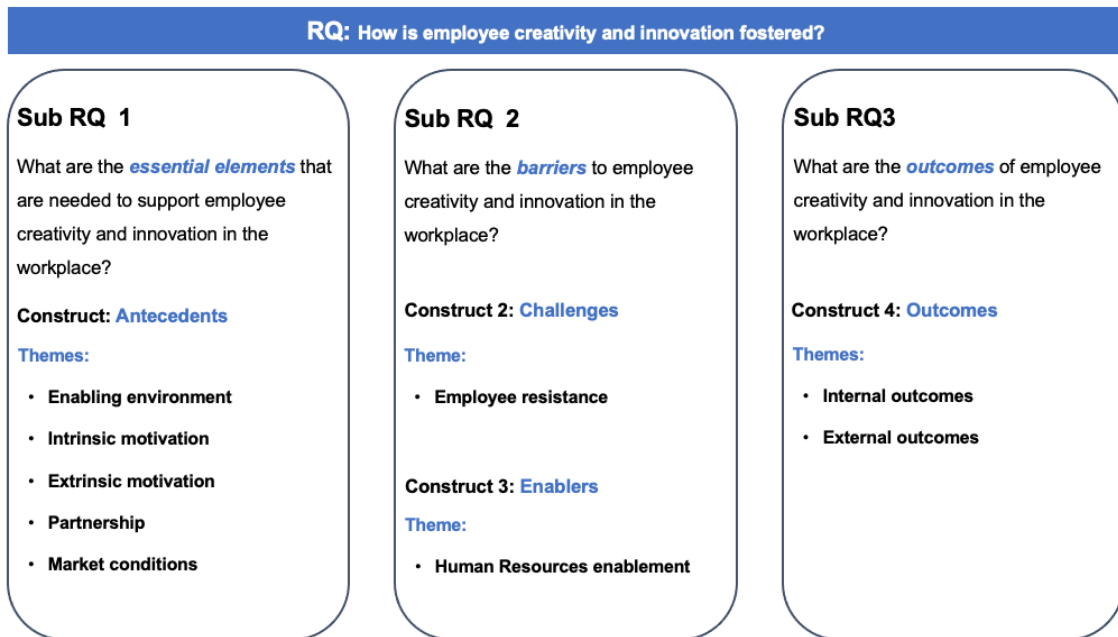 RQ: How is employee creativity and innovation fostered?
Sub RQ 1
What are the essential elements that
are needed to support employee
creativity and innovation in the
workplace?
Construct: Antecedents
Themes:
• Enabling environment
• Intrinsic motivation
• Extrinsic motivation
• Partnership
• Market conditions
Sub RQ 2
What are the barriers to employee
creativity and innovation in the
workplace?
Construct 2: Challenges
Theme:
• Employee resistance
Construct 3: Enablers
Theme:
• Human Resources enablement
Sub RQ3
What are the outcomes of employee
creativity and innovation in the
workplace?
Construct 4: Outcomes
Themes:
• Internal outcomes
• External outcomes